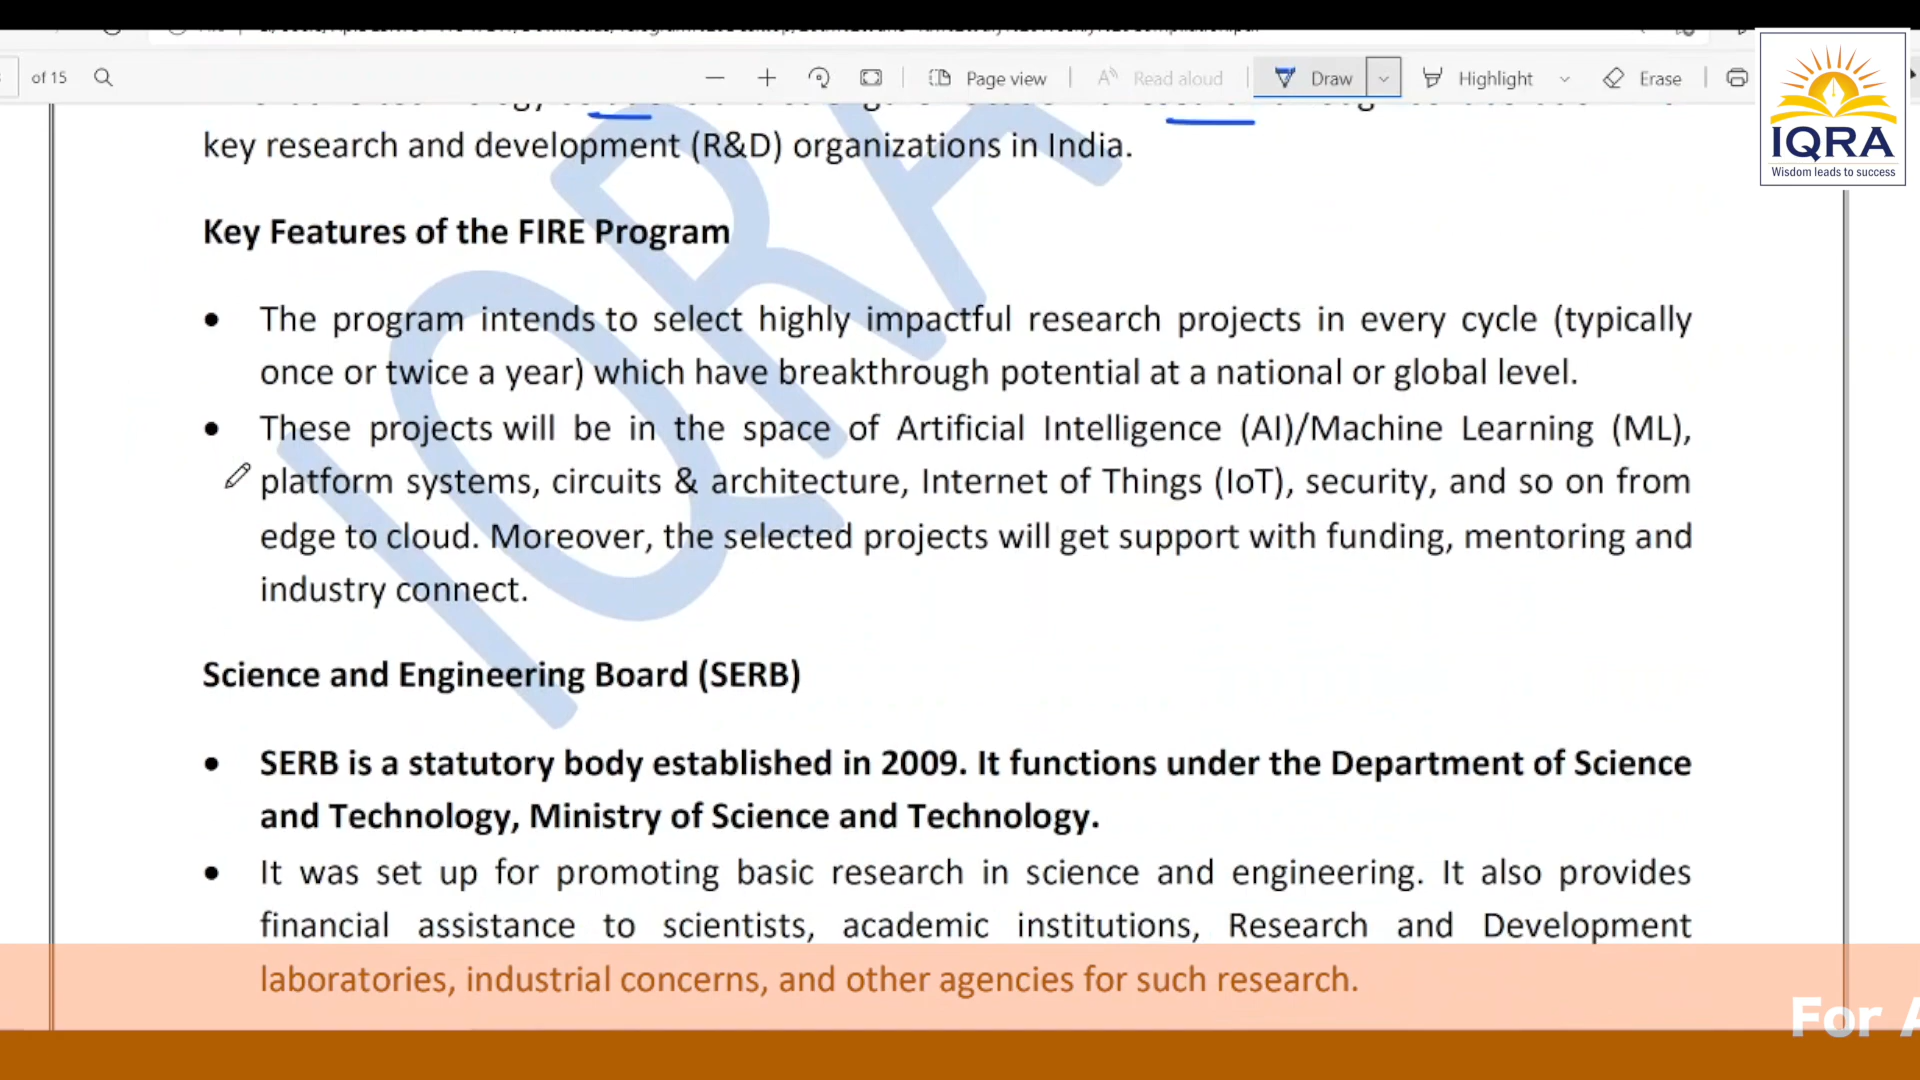 of 15
Page view
Read aloud
Draw
Highlight
Erase
IQRA
Wisdom leads to success
key research and development (R&D) organizations in India.
Key Features of the FIRE Program
• The program intends to select highly impactful research projects in every cycle (typically
once or twice a year) which have breakthrough potential at a national or global level.
• These projects will be in the space of Artificial Intelligence (AI)/Machine Learning (ML),
platform systems, circuits & architecture, Internet of Things (IoT), security, and so on from
edge to cloud. Moreover, the selected projects will get support with funding, mentoring and
industry connect.
Science and Engineering Board (SERB)
• SERB is a statutory body established in 2009. It functions under the Department of Science
and Technology, Ministry of Science and Technology.
• It was set up for promoting basic research in science and engineering. It also provides
financial assistance to scientists, academic institutions, Research and Development
laboratories, industrial concerns, and other agencies for such research.
For A
IQRA